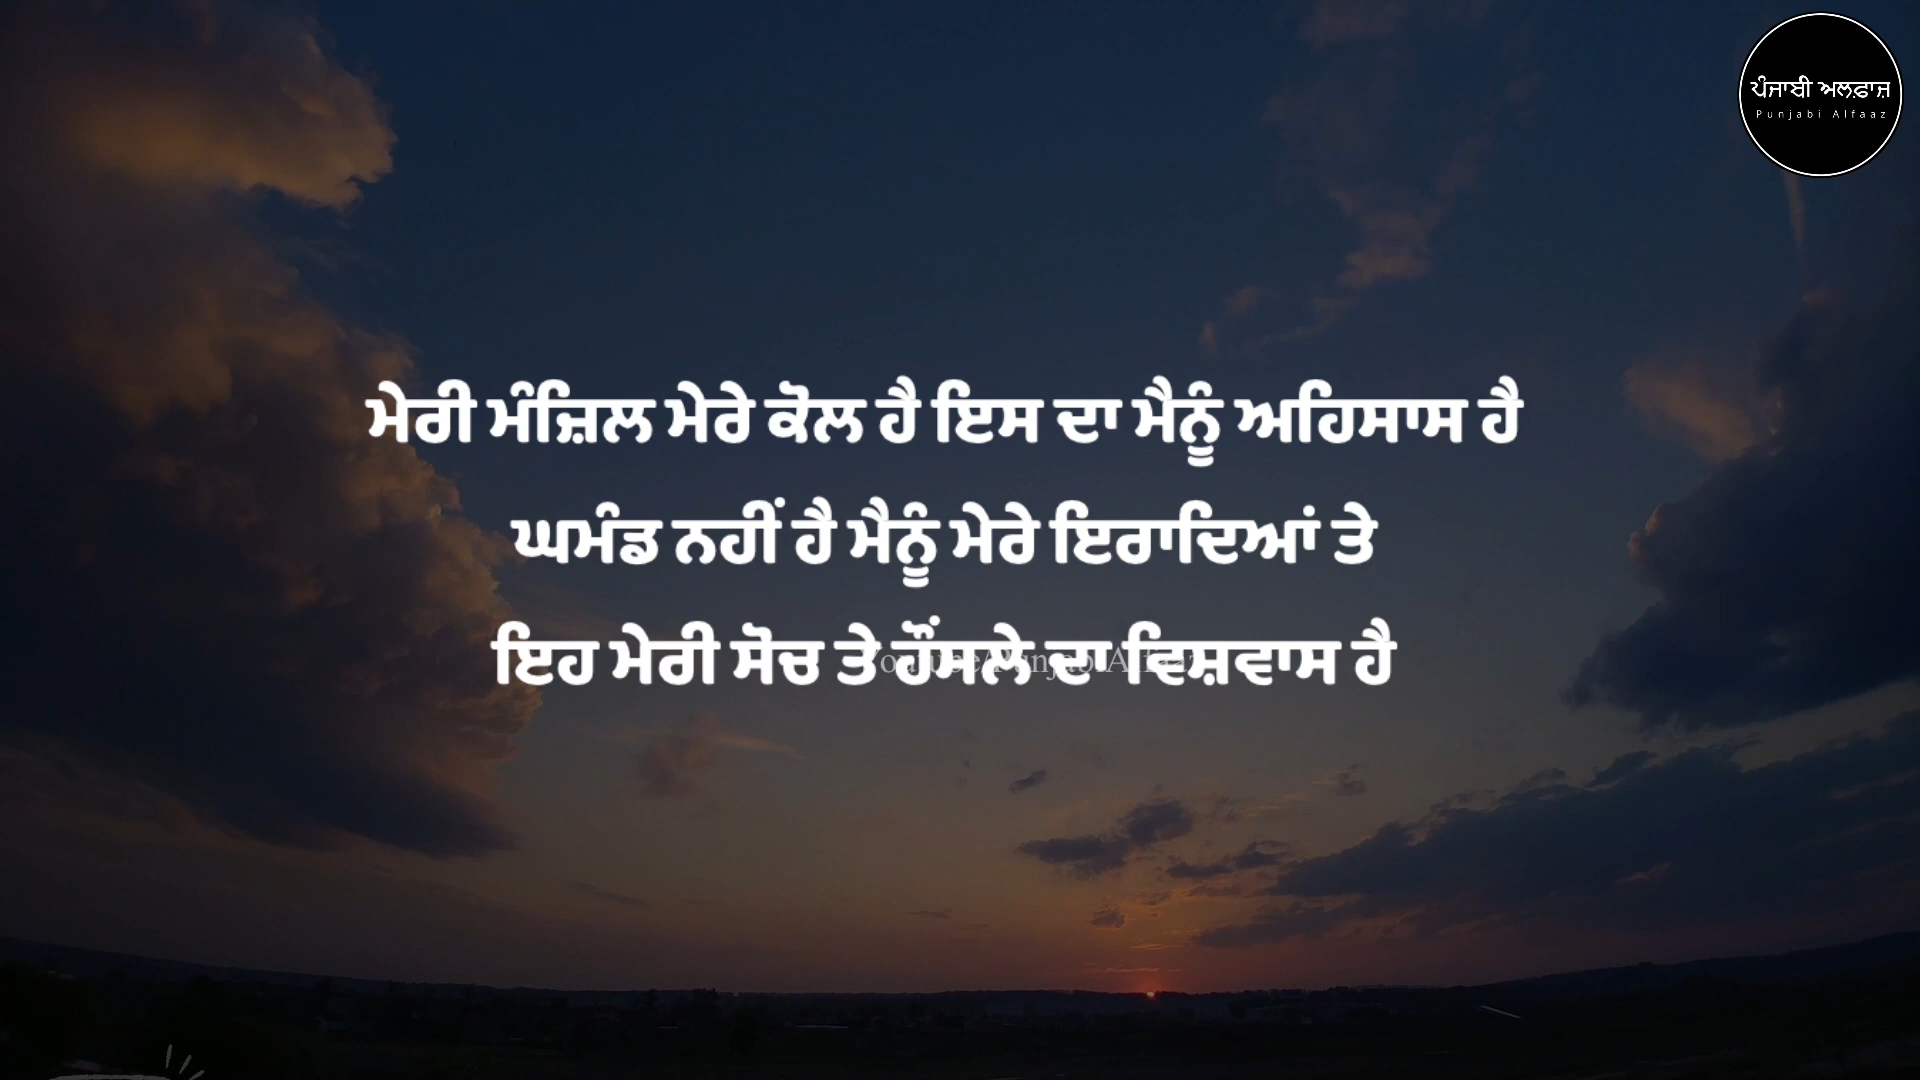 ਪੰਜਾਬੀ ਅਲਫ਼ਾਜ਼
Punjabi Alfaaz
ਮੇਰੀ ਮੰਜ਼ਿਲ ਮੇਰੇ ਕੋਲ ਹੈ ਇਸ ਦਾ ਮੈਨੂੰ ਅਹਿਸਾਸ ਹੈ
ਘਮੰਡ ਨਹੀਂ ਹੈ ਮੈਨੂੰ ਮੇਰੇ ਇਰਾਦਿਆਂ ਤੇ
ਇਹ ਮੇਰੀ ਸੋਚ ਤੇ ਹੌਂਸਲੇ ਦਾ ਵਿਸ਼ਵਾਸ ਹੈ